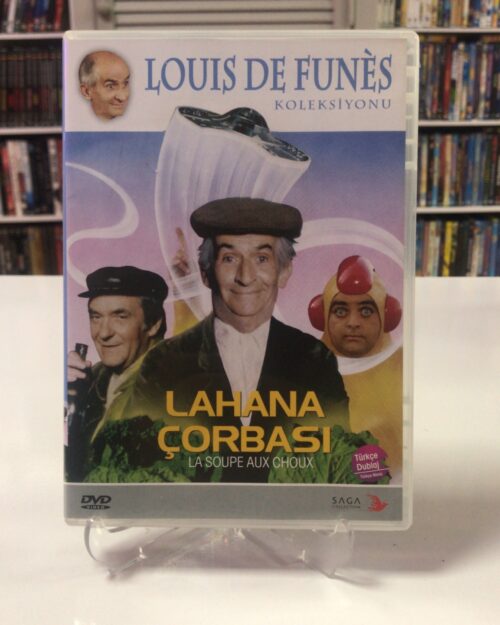 LOUIS DE FUNÈS
KOLEKSİYONU
LAHANA
ÇORBASI
LA SOUPE AUX CHOUX
Türkçe
Dublaj
DVD
VIDEO
SAGA